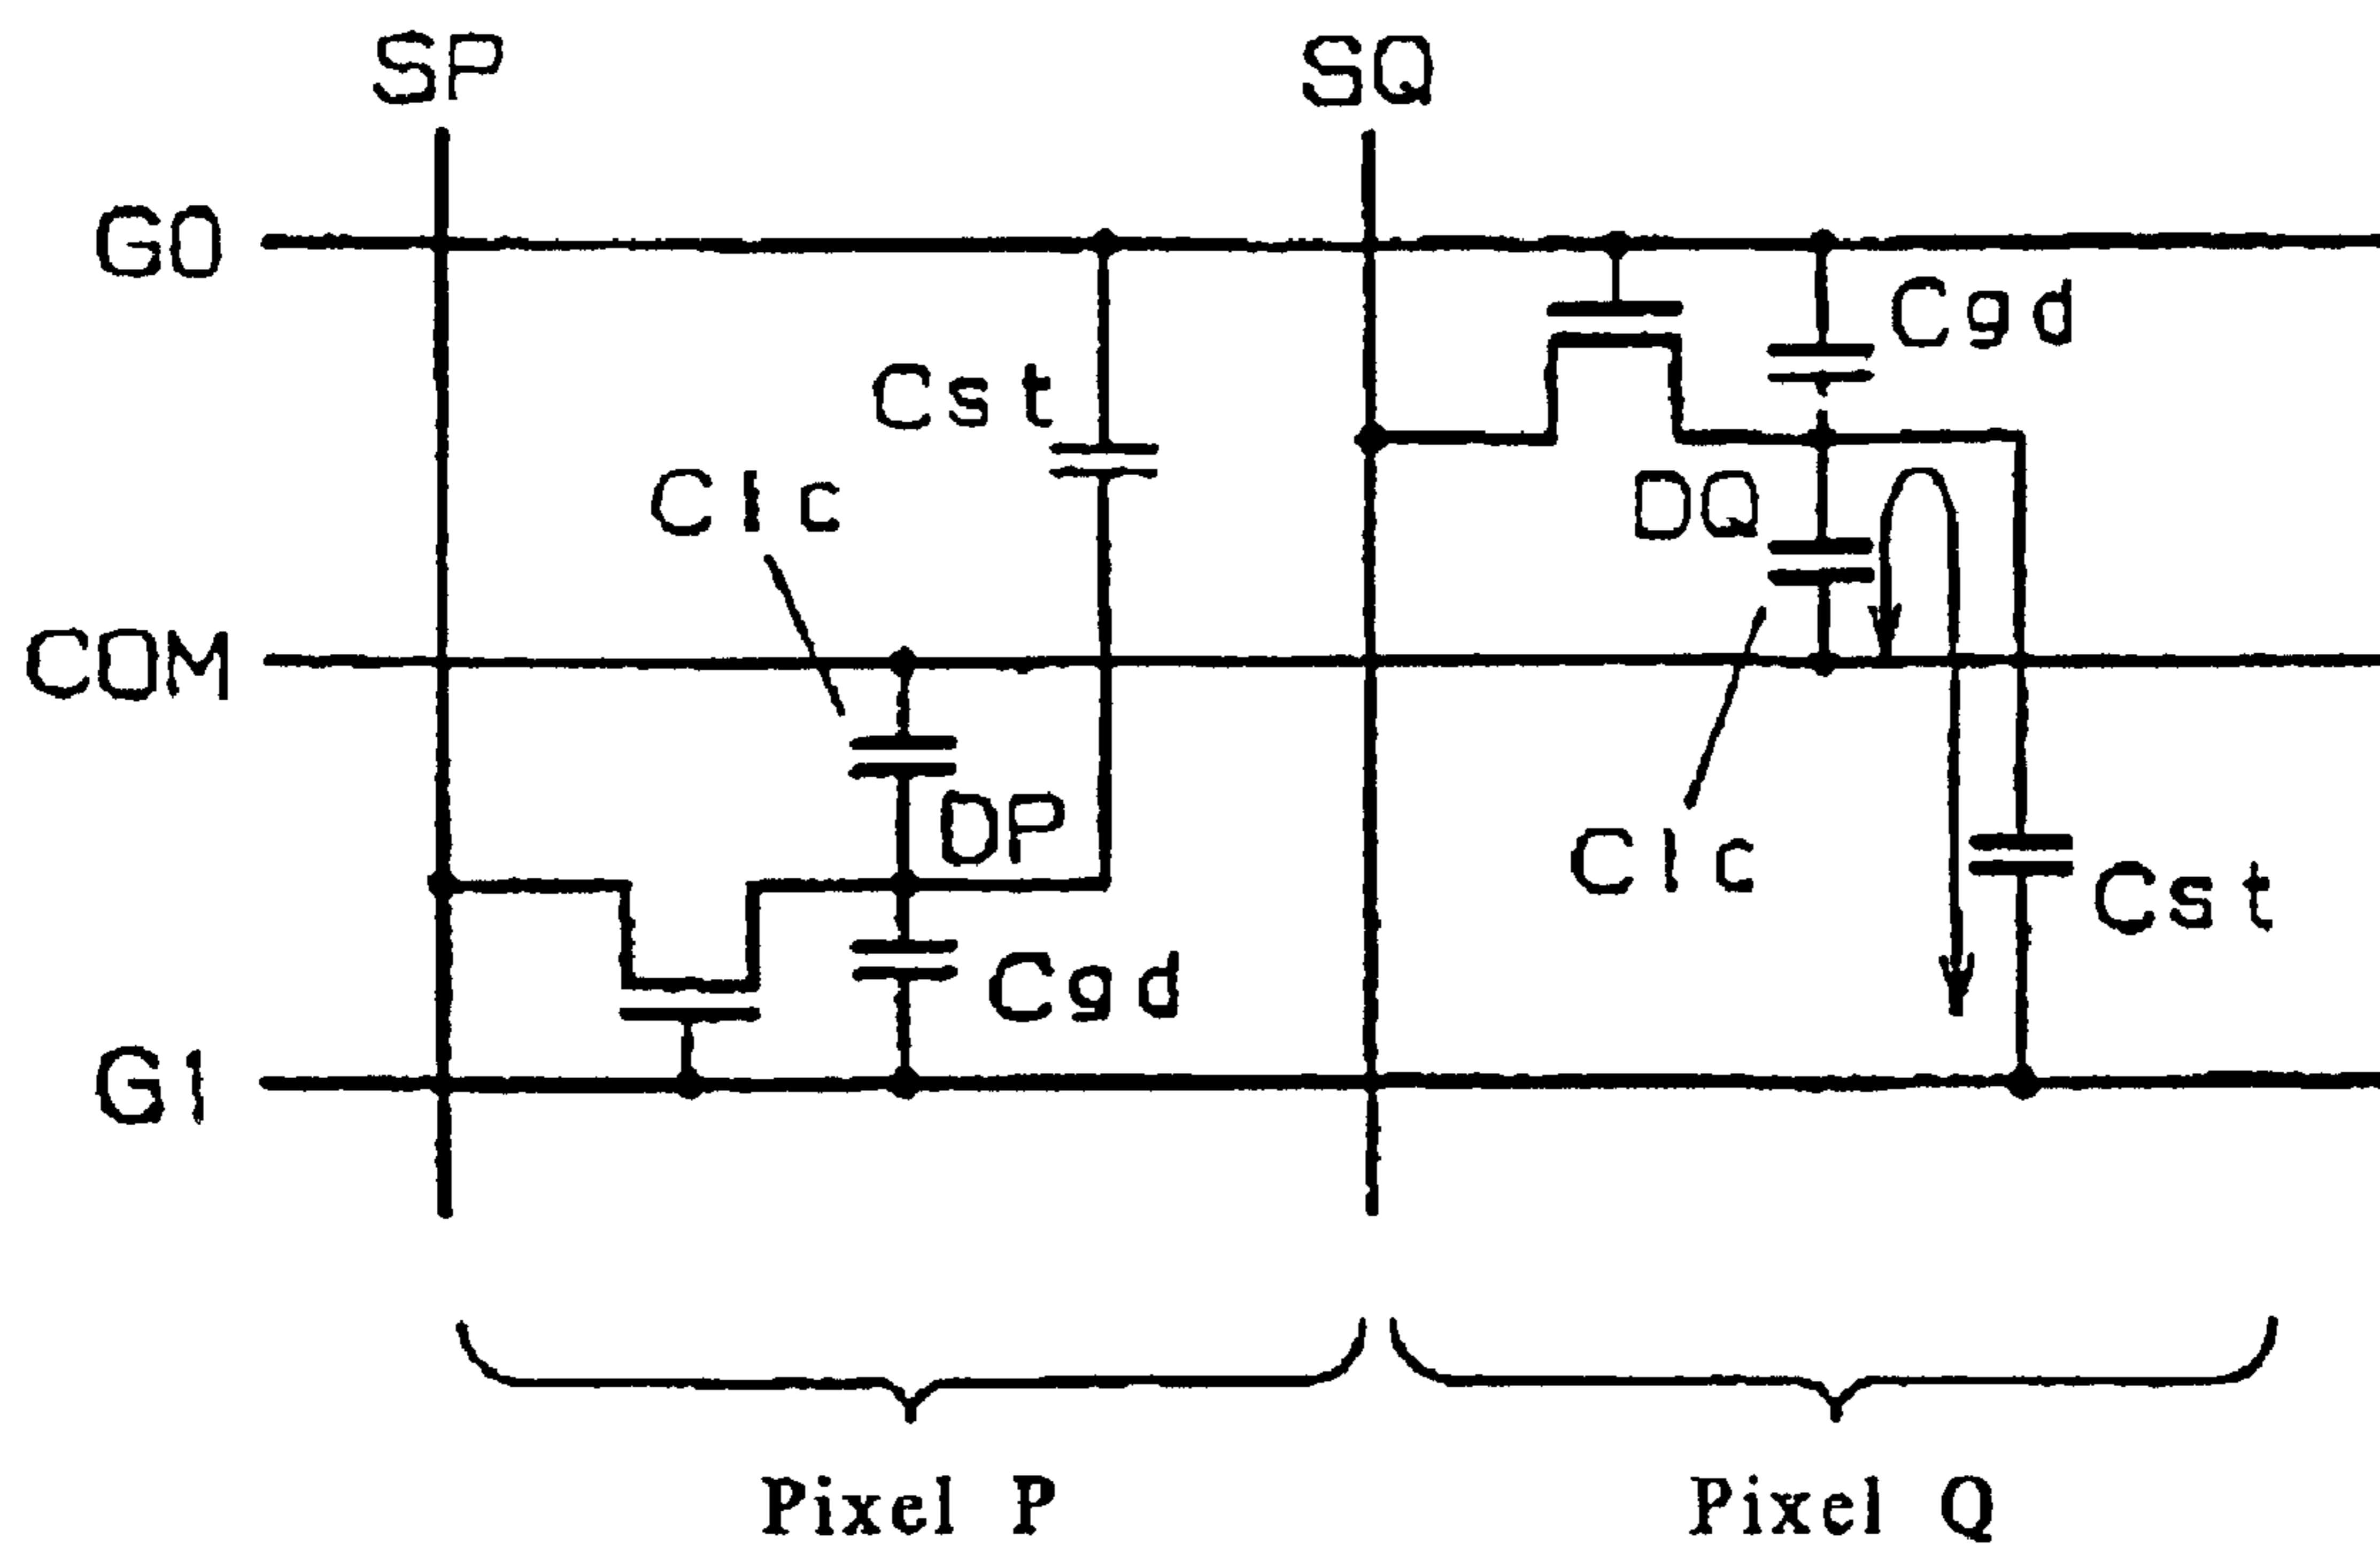 SP
SQ
G0
Cgd
Cst
Clc
DQ
COM
DP
Clc
Cst
Cgd
G1
Pixel P
Pixel Q